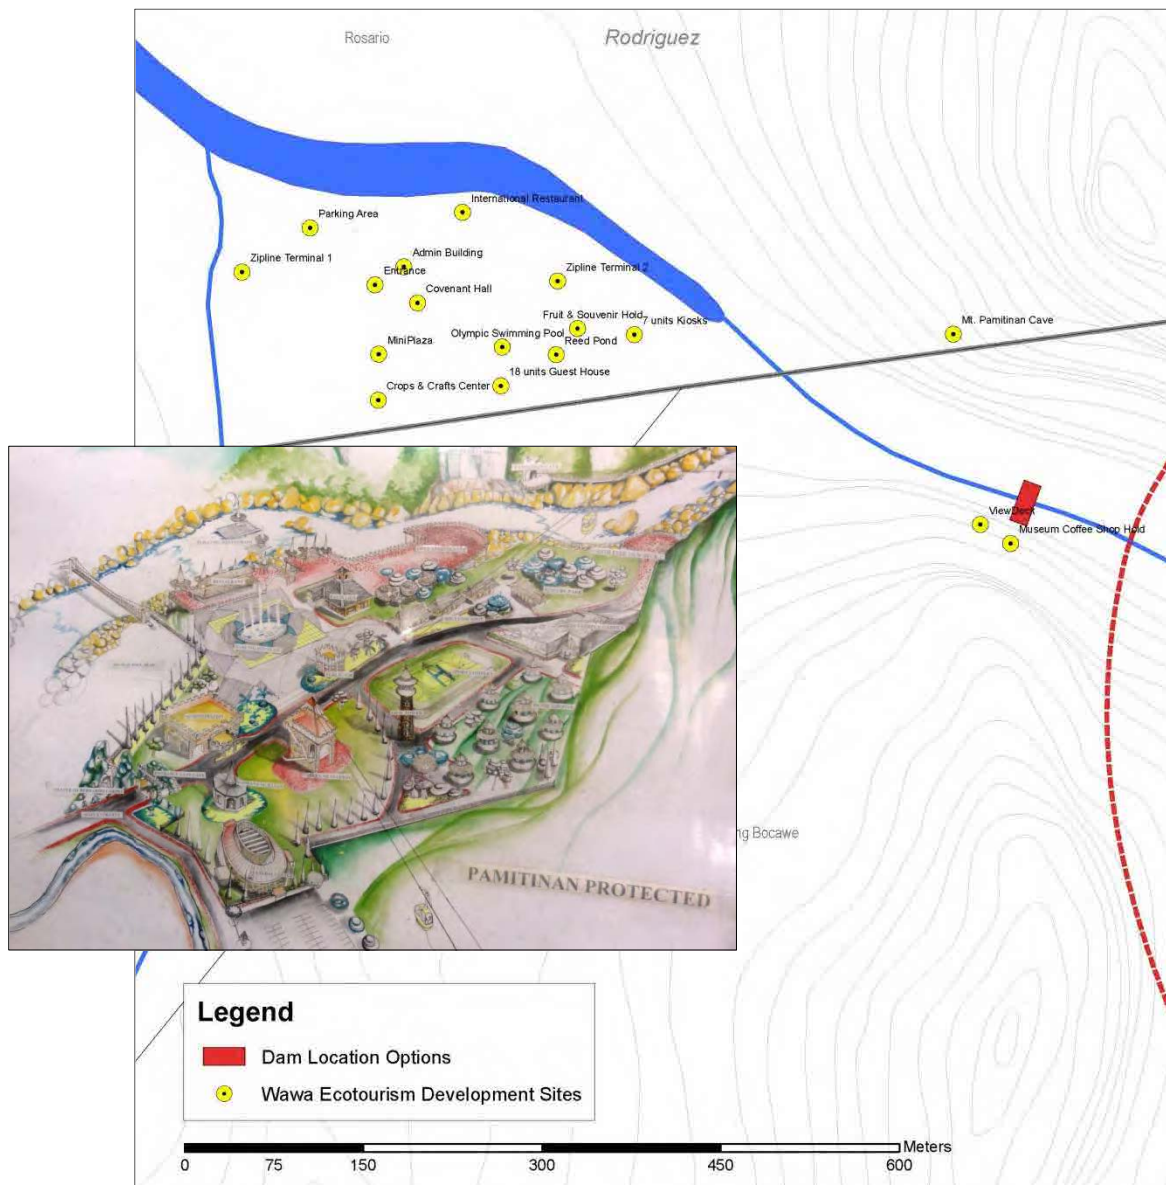 Rosario
Rodriguez
International Restaurant
Parking Area
Admin Building
Zipline Terminal 1
Entrance
Zipline Terminal 2
Covenant Hall
Fruit & Souvenir Hold
7 units Kiosks
Mt. Pamitinan Cave
Olympic Swimming Pool
MiniPlaza
Reed Pond
18 units Guest House
Crops & Crafts Center
ViewDeck
Museum Coffee Shop Hold
ng Bocawe
PAMITINAN PROTECTED
Legend
Dam Location Options
Wawa Ecotourism Development Sites
Meters
0 75 150 300 450 600